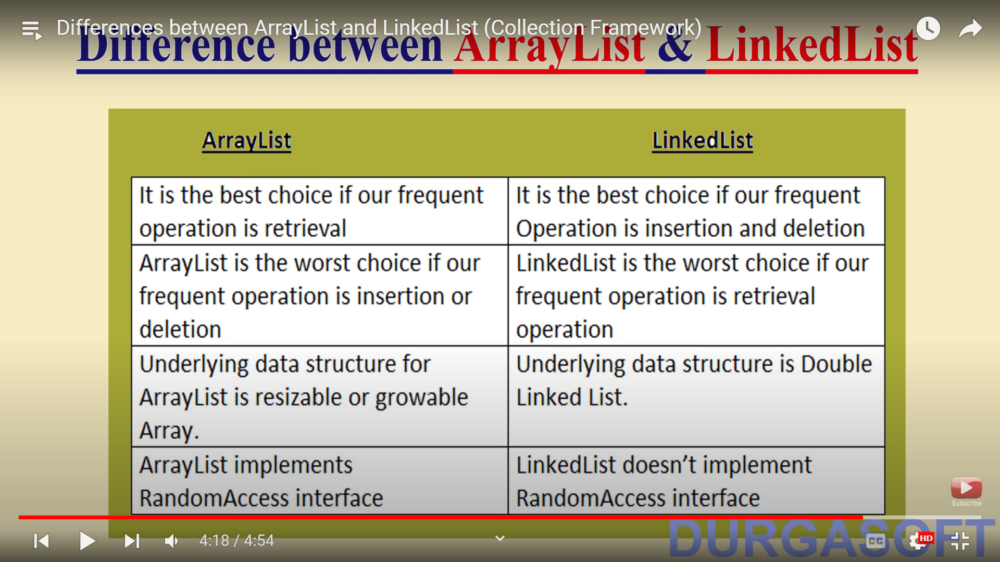 Differences between ArrayList and LinkedList (Collection Framework)
Difference between ArrayList & LinkedList
ArrayList
LinkedList
It is the best choice if our frequent
operation is retrieval
It is the best choice if our frequent
Operation is insertion and deletion
ArrayList is the worst choice if our
frequent operation is insertion or
deletion
LinkedList is the worst choice if our
frequent operation is retrieval
operation
Underlying data structure for
ArrayList is resizable or growable
Array.
Underlying data structure is Double
Linked List.
ArrayList implements
RandomAccess interface
LinkedList doesn’t implement
RandomAccess interface
Subscribe
4:18 / 4:54
DURGASOFT
CC
HD